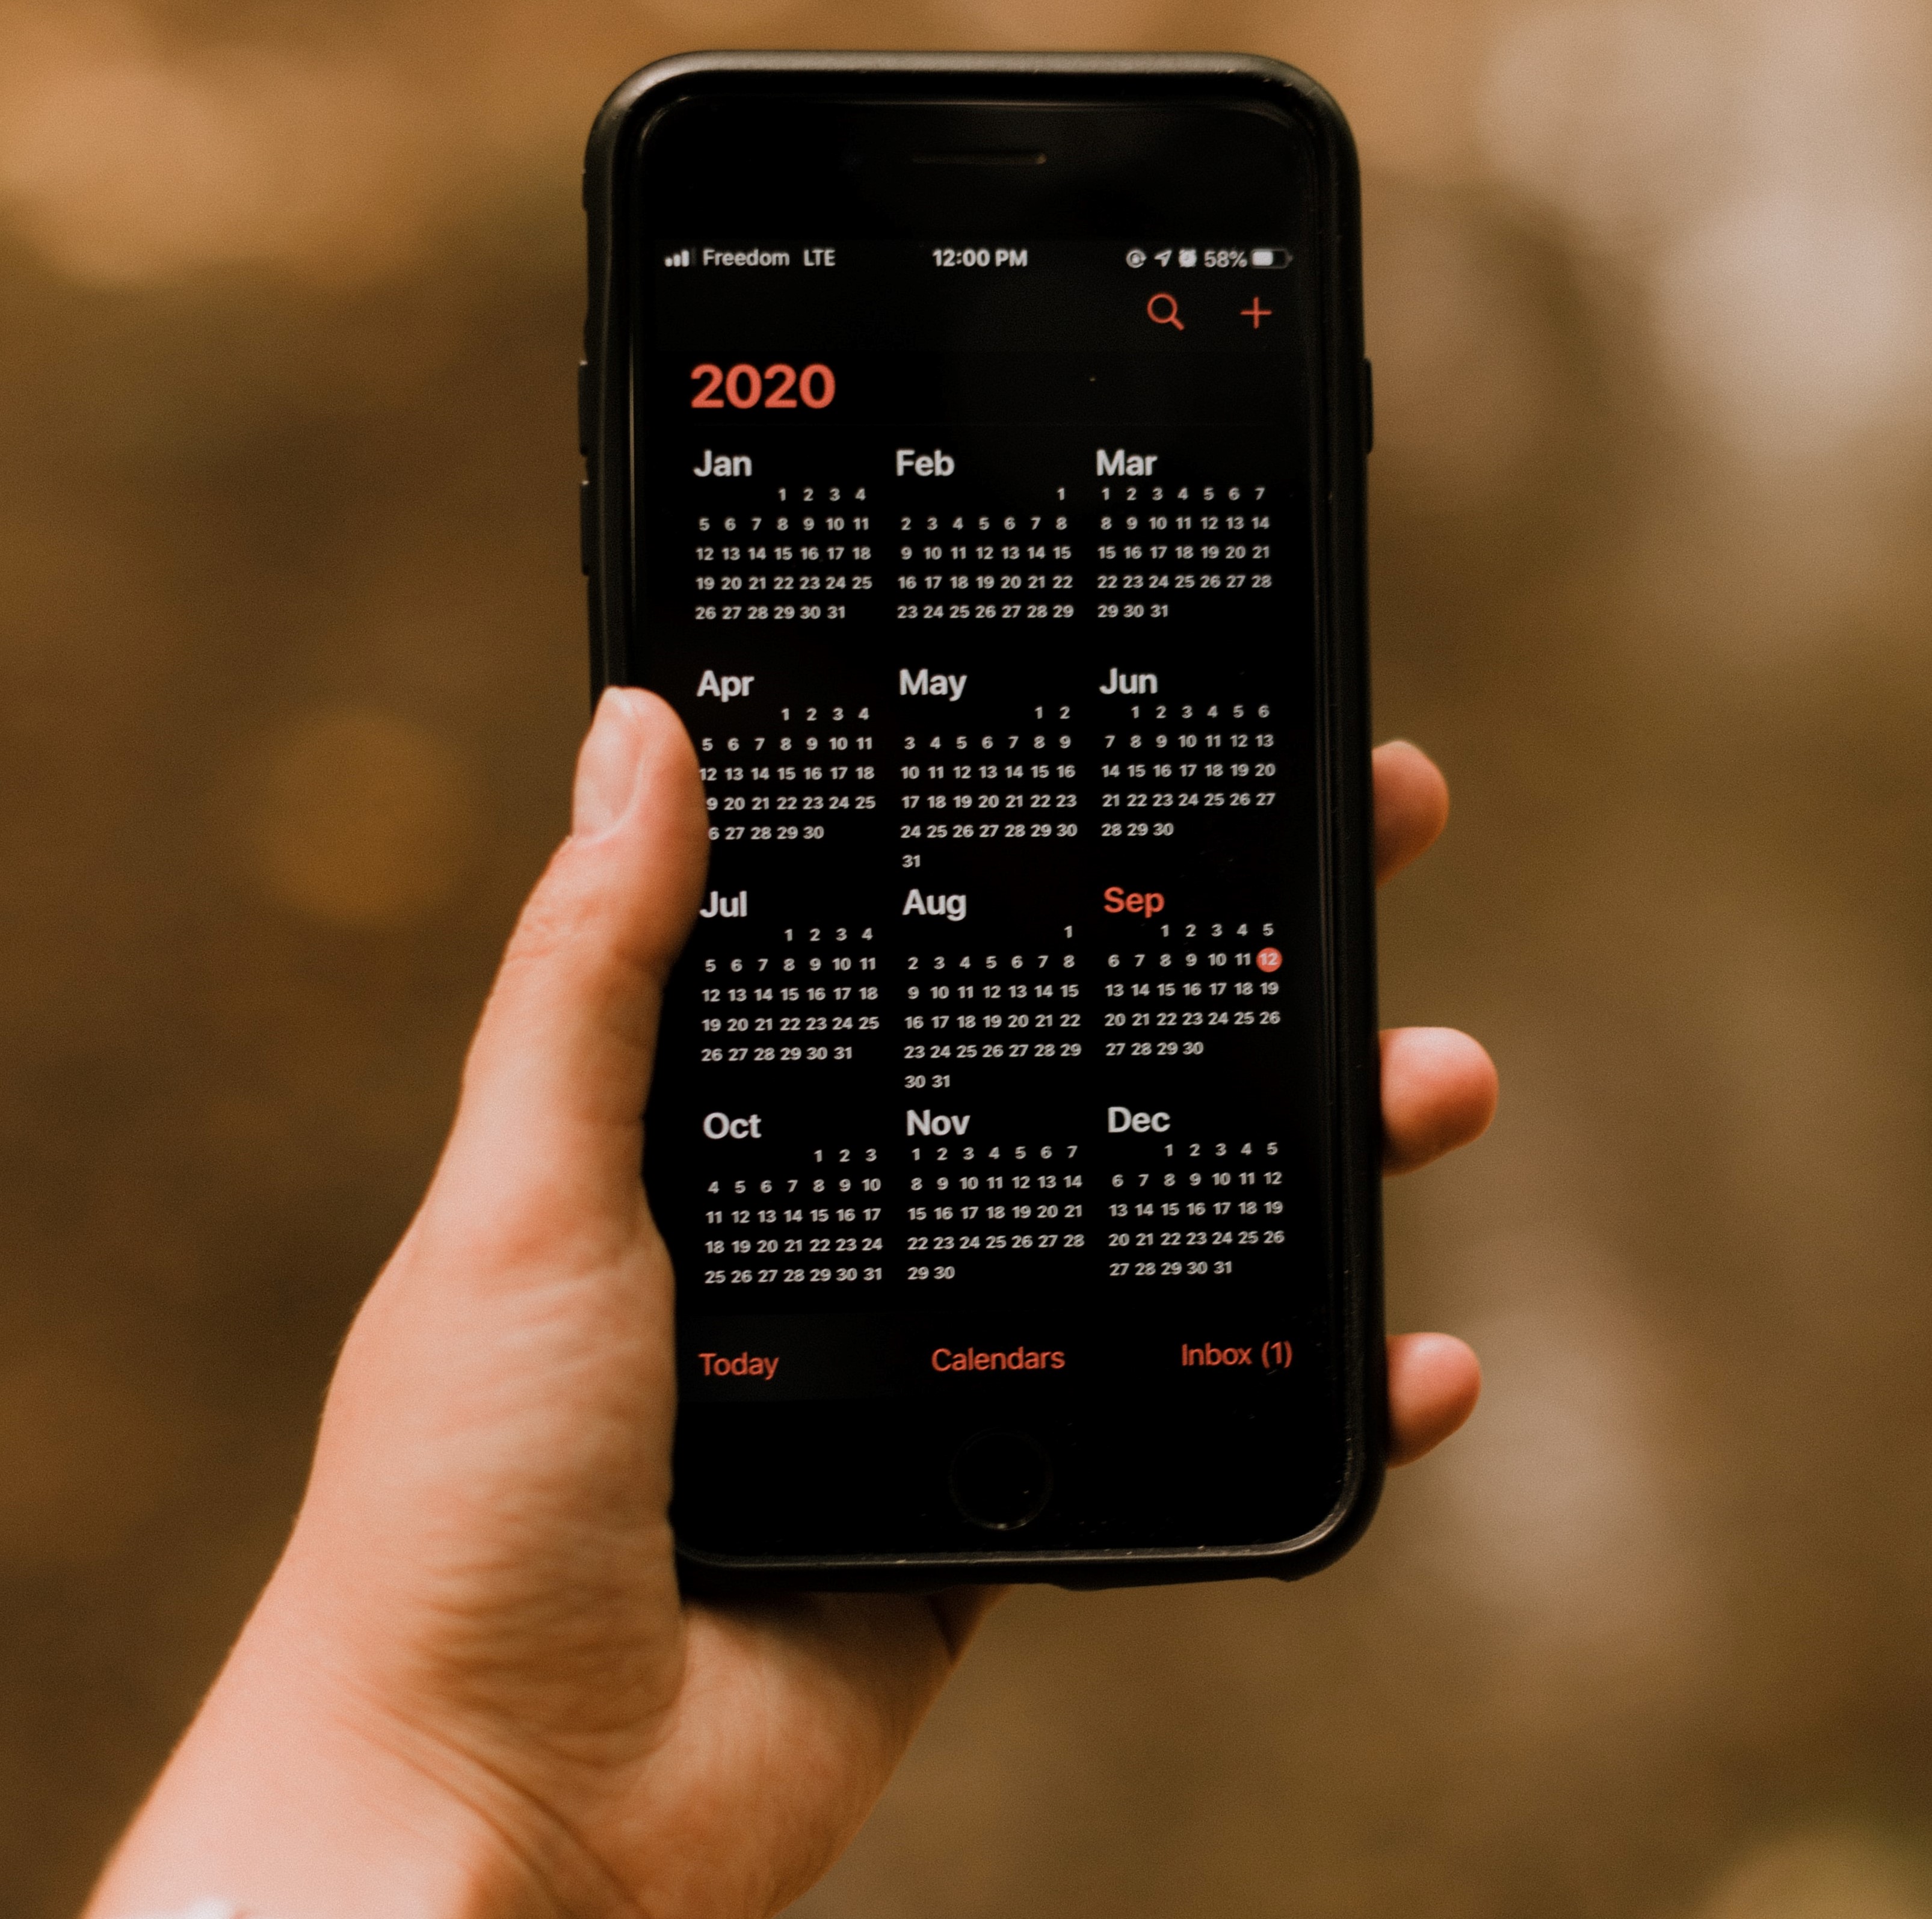 Freedom LTE 12:00 PM 58%
2020
Jan Feb Mar
1 2 3 4 1 1 2 3 4 5 6 7
5 6 7 8 9 10 11 2 3 4 5 6 7 8 8 9 10 11 12 13 14
12 13 14 15 16 17 18 9 10 11 12 13 14 15 15 16 17 18 19 20 21
19 20 21 22 23 24 25 16 17 18 19 20 21 22 22 23 24 25 26 27 28
26 27 28 29 30 31 23 24 25 26 27 28 29 29 30 31
Apr May Jun
1 2 3 4 1 2 1 2 3 4 5 6
5 6 7 8 9 10 11 3 4 5 6 7 8 9 7 8 9 10 11 12 13
12 13 14 15 16 17 18 10 11 12 13 14 15 16 14 15 16 17 18 19 20
9 20 21 22 23 24 25 17 18 19 20 21 22 23 21 22 23 24 25 26 27
6 27 28 29 30 24 25 26 27 28 29 30 28 29 30
31
Jul Aug Sep
1 2 3 4 1 1 2 3 4 5
5 6 7 8 9 10 11 2 3 4 5 6 7 8 6 7 8 9 10 11 12
12 13 14 15 16 17 18 9 10 11 12 13 14 15 13 14 15 16 17 18 19
19 20 21 22 23 24 25 16 17 18 19 20 21 22 20 21 22 23 24 25 26
26 27 28 29 30 31 23 24 25 26 27 28 29 27 28 29 30
30 31
Oct Nov Dec
1 2 3 1 2 3 4 5 6 7 1 2 3 4 5
4 5 6 7 8 9 10 8 9 10 11 12 13 14 6 7 8 9 10 11 12
11 12 13 14 15 16 17 15 16 17 18 19 20 21 13 14 15 16 17 18 19
18 19 20 21 22 23 24 22 23 24 25 26 27 28 20 21 22 23 24 25 26
25 26 27 28 29 30 31 29 30 27 28 29 30 31
Today Calendars Inbox (1)